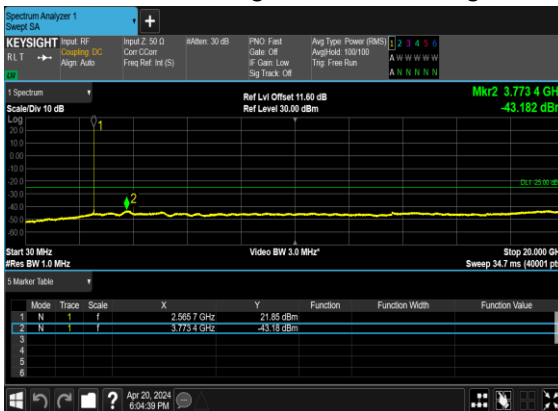 Spectrum Analyzer 1
Swept SA
KEYSIGHT
RLT
LV
Input: RF
Coupling: DC
Align: Auto
Input Z: 50 Ω
Corr CCorr
Freq Ref: Int (S)
#Atten: 30 dB
PNO: Fast
Gate: Off
IF Gain: Low
Sig Track: Off
Avg Type: Power (RMS)
Avg|Hold: 100/100
Trig: Free Run
1 2 3 4 5 6
A W W W W W
A N N N N N
1 Spectrum
Scale/Div 10 dB
Ref Lvl Offset 11.60 dB
Ref Level 30.00 dBm
Mkr2 3.773 4 GH
-43.182 dBr
Log
20.0
10.0
0.00
-10.0
-20.0
-30.0
-40.0
-50.0
-60.0
1
2
DL1 -25.00 dB
Start 30 MHz
#Res BW 1.0 MHz
Video BW 3.0 MHz*
Stop 20.000 GH
Sweep 34.7 ms (40001 pt
5 Marker Table
Mode Trace Scale X Y Function Function Width Function Value
1 N 1 f 2.565 7 GHz 21.85 dBm
2 N 1 f 3.773 4 GHz -43.18 dBm
3
4
5
6
?
Apr 20, 2024
6:04:39 PM